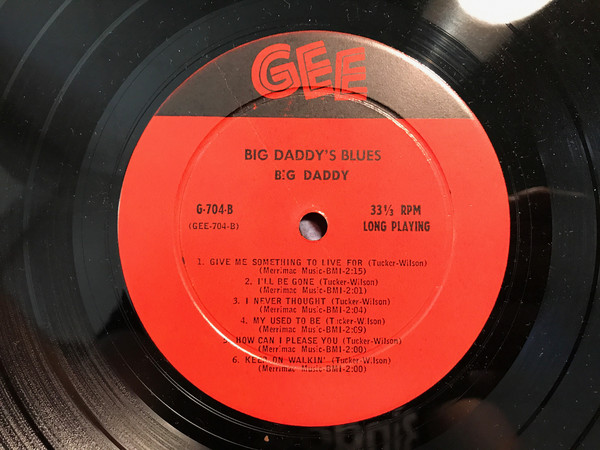 GEE
BIG DADDY'S BLUES
BIG DADDY
G-704-B
(GEE-704-B)
33 1/3 RPM
LONG PLAYING
1. GIVE ME SOMETHING TO LIVE FOR (Tucker-Wilson)
(Merrimac Music-BMI-2:15)
2. I'LL BE GONE (Tucker-Wilson)
(Merrimac Music-BMI-2:01)
3. I NEVER THOUGHT (Tucker-Wilson)
(Merrimac Music-BMI-2:04)
4. MY USED TO BE (Tucker-Wilson)
(Merrimac Music-BMI-2:09)
5. HOW CAN I PLEASE YOU (Tucker-Wilson)
(Merrimac Music-BMI-2:00)
6. KEEP ON WALKIN' (Tucker-Wilson)
(Merrimac Music-BMI-2:00)